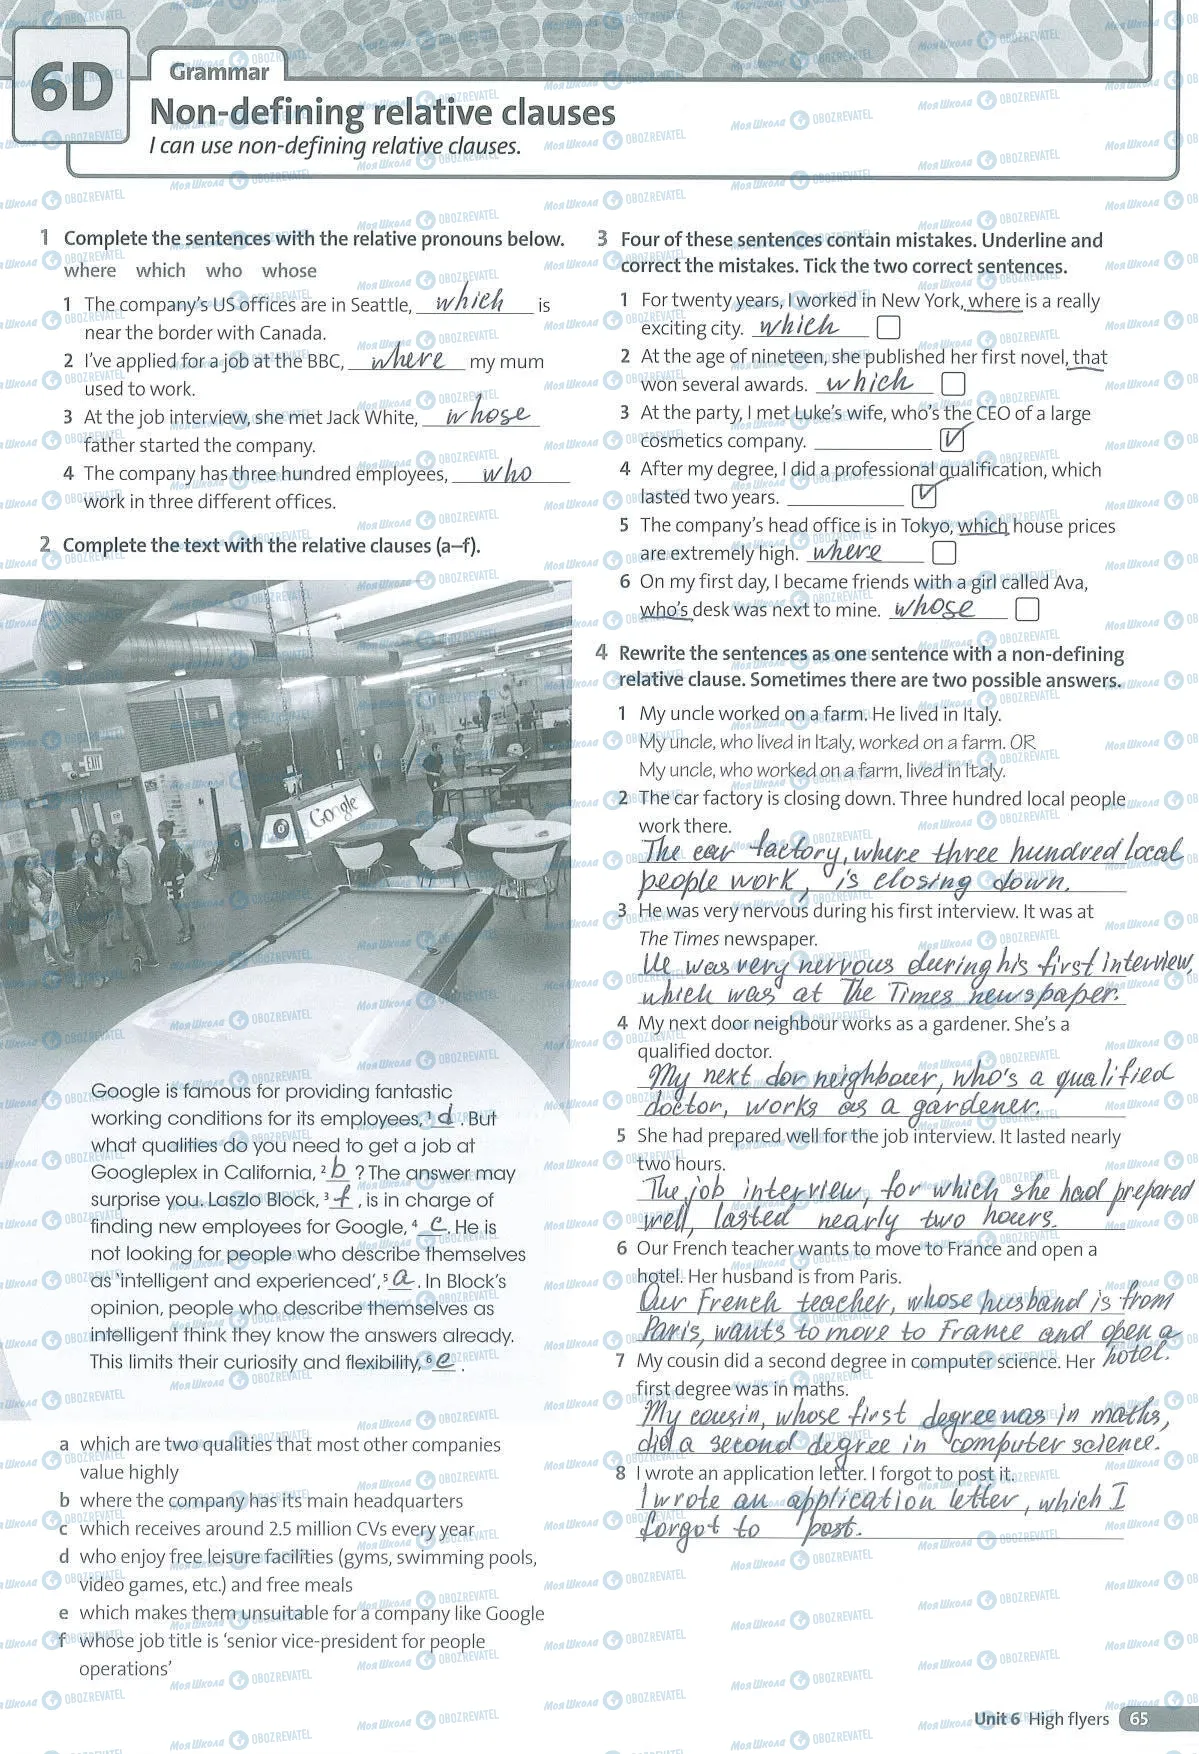 6D
Grammar
Non-defining relative clauses
I can use non-defining relative clauses.
1 Complete the sentences with the relative pronouns below.
where which who whose
1 The company's US offices are in Seattle, which is
near the border with Canada.
2 I've applied for a job at the BBC, where my mum
used to work.
3 At the job interview, she met Jack White, whose
father started the company.
4 The company has three hundred employees, who
work in three different offices.
2 Complete the text with the relative clauses (a–f).
EXIT
Google
Google is famous for providing fantastic
working conditions for its employees, 1 d . But
what qualities do you need to get a job at
Googleplex in California, 2 b ? The answer may
surprise you. Laszlo Block, 3 f , is in charge of
finding new employees for Google, 4 c . He is
not looking for people who describe themselves
as 'intelligent and experienced', 5 a . In Block's
opinion, people who describe themselves as
intelligent think they know the answers already.
This limits their curiosity and flexibility, 6 e .
a which are two qualities that most other companies
value highly
b where the company has its main headquarters
c which receives around 2.5 million CVs every year
d who enjoy free leisure facilities (gyms, swimming pools,
video games, etc.) and free meals
e which makes them unsuitable for a company like Google
f whose job title is 'senior vice-president for people
operations'
3 Four of these sentences contain mistakes. Underline and
correct the mistakes. Tick the two correct sentences.
1 For twenty years, I worked in New York, where is a really
exciting city. which
2 At the age of nineteen, she published her first novel, that
won several awards. which
3 At the party, I met Luke's wife, who's the CEO of a large
cosmetics company. ✓
4 After my degree, I did a professional qualification, which
lasted two years. ✓
5 The company's head office is in Tokyo, which house prices
are extremely high. where
6 On my first day, I became friends with a girl called Ava,
who's desk was next to mine. whose
4 Rewrite the sentences as one sentence with a non-defining
relative clause. Sometimes there are two possible answers.
1 My uncle worked on a farm. He lived in Italy.
My uncle, who lived in Italy, worked on a farm. OR
My uncle, who worked on a farm, lived in Italy.
2 The car factory is closing down. Three hundred local people
work there.
The car factory, where three hundred local
people work, is closing down.
3 He was very nervous during his first interview. It was at
The Times newspaper.
He was very nervous during his first interview,
which was at The Times newspaper.
4 My next door neighbour works as a gardener. She's a
qualified doctor.
My next dor neighbour, who's a qualified
doctor, works as a gardener.
5 She had prepared well for the job interview. It lasted nearly
two hours.
The job interview, for which she had prepared
well, lasted nearly two hours.
6 Our French teacher wants to move to France and open a
hotel. Her husband is from Paris.
Our French teacher, whose husband is from
Paris, wants to move to France and open a
hotel.
7 My cousin did a second degree in computer science. Her
first degree was in maths.
My cousin, whose first degree was in maths,
did a second degree in computer science.
8 I wrote an application letter. I forgot to post it.
I wrote an application letter, which I
forgot to post.
Unit 6 High flyers 65
Моя Школа OBOZREVATEL